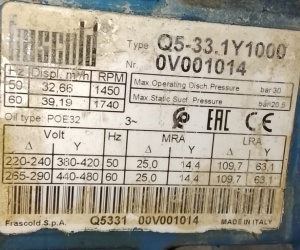 frascold
Type Q5-33.1Y1000
Nr. 0V001014
Hz Displ. m³/h RPM
50 32,66 1450
60 39,19 1740
Max Operating Disch. Pressure bar 30
Max Static Suct. Pressure bar 20,5
Oil type: POE32 3~ EAC CE
Volt Hz MRA LRA
Δ Y Δ Y Δ Y
220-240 380-420 50 25,0 14,4 109,7 63,1
265-290 440-480 60 25,0 14,4 109,7 63,1
Frascold S.p.A. Q5331 00V001014 MADE IN ITALY